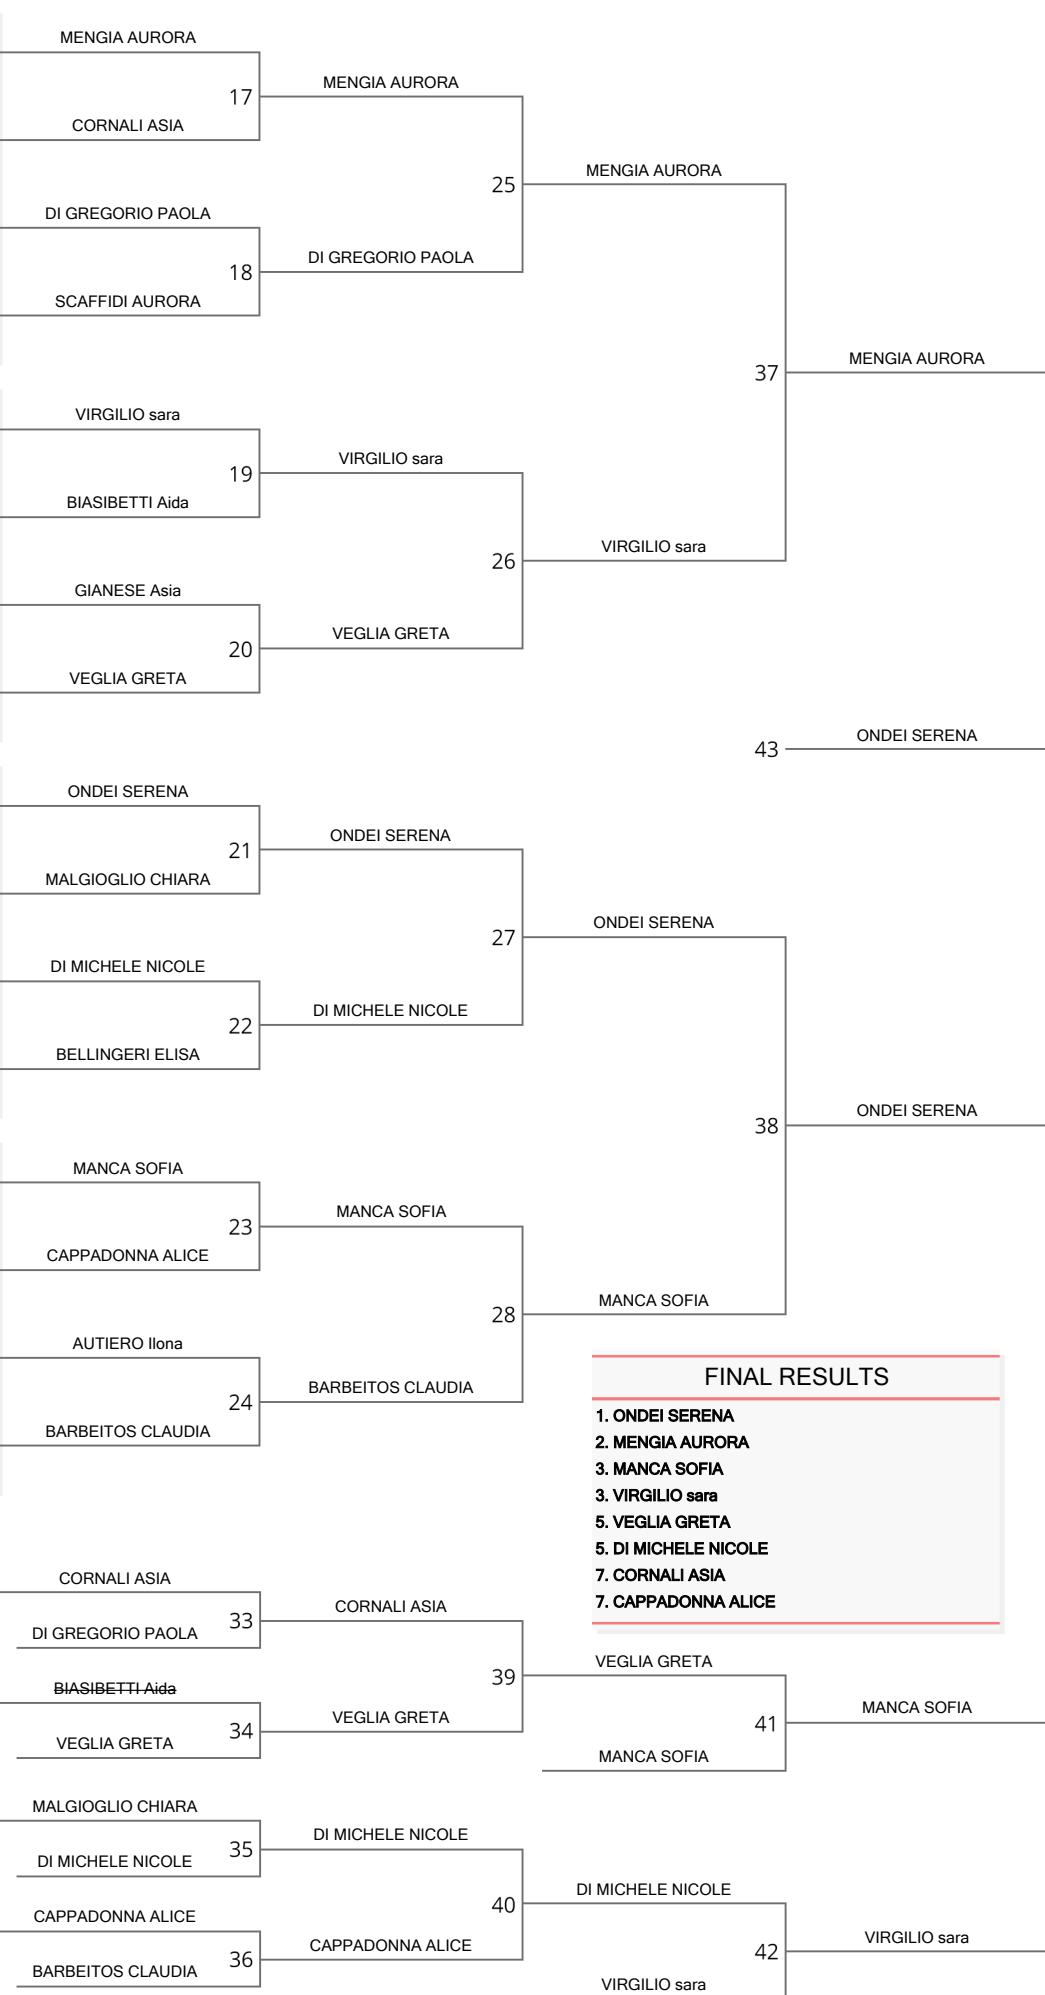 MENGIA AURORA
17
MENGIA AURORA
CORNALI ASIA
25
MENGIA AURORA
DI GREGORIO PAOLA
18
DI GREGORIO PAOLA
SCAFFIDI AURORA
37
MENGIA AURORA
VIRGILIO sara
19
VIRGILIO sara
BIASIBETTI Aida
26
VIRGILIO sara
GIANESE Asia
20
VEGLIA GRETA
VEGLIA GRETA
43
ONDEI SERENA
ONDEI SERENA
21
ONDEI SERENA
MALGIOGLIO CHIARA
27
ONDEI SERENA
DI MICHELE NICOLE
22
DI MICHELE NICOLE
BELLINGERI ELISA
38
ONDEI SERENA
MANCA SOFIA
23
MANCA SOFIA
CAPPADONNA ALICE
28
MANCA SOFIA
AUTIERO Ilona
24
BARBEITOS CLAUDIA
BARBEITOS CLAUDIA
FINAL RESULTS
1. ONDEI SERENA
2. MENGIA AURORA
3. MANCA SOFIA
3. VIRGILIO sara
5. VEGLIA GRETA
5. DI MICHELE NICOLE
7. CORNALI ASIA
7. CAPPADONNA ALICE
CORNALI ASIA
33
CORNALI ASIA
DI GREGORIO PAOLA
39
VEGLIA GRETA
BIASIBETTI Aida
34
VEGLIA GRETA
VEGLIA GRETA
41
MANCA SOFIA
MANCA SOFIA
MALGIOGLIO CHIARA
35
DI MICHELE NICOLE
DI MICHELE NICOLE
40
DI MICHELE NICOLE
CAPPADONNA ALICE
36
CAPPADONNA ALICE
BARBEITOS CLAUDIA
42
VIRGILIO sara
VIRGILIO sara